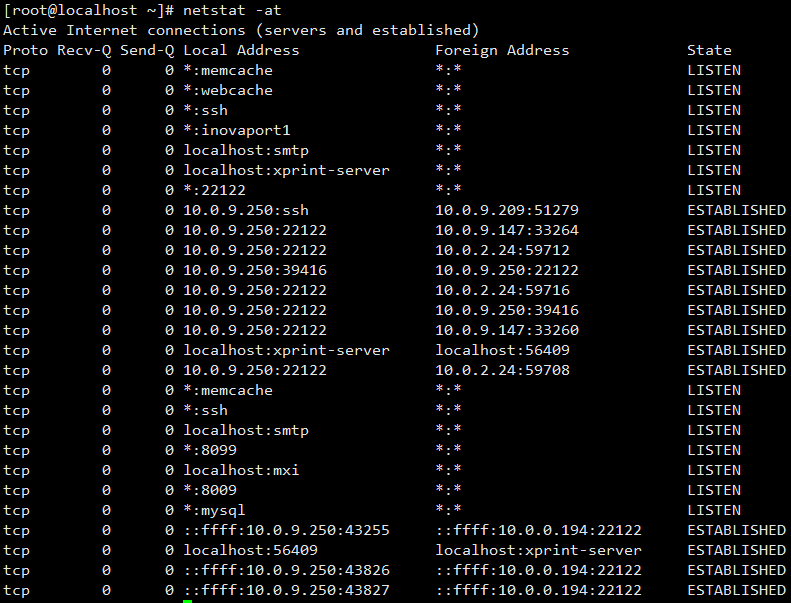 [root@localhost ~]# netstat -at
Active Internet connections (servers and established)
Proto Recv-Q Send-Q Local Address               Foreign Address             State
tcp        0      0 *:memcache                  *:*                         LISTEN
tcp        0      0 *:webcache                  *:*                         LISTEN
tcp        0      0 *:ssh                       *:*                         LISTEN
tcp        0      0 *:inovaport1                *:*                         LISTEN
tcp        0      0 localhost:smtp              *:*                         LISTEN
tcp        0      0 localhost:xprint-server     *:*                         LISTEN
tcp        0      0 *:22122                     *:*                         LISTEN
tcp        0      0 10.0.9.250:ssh              10.0.9.209:51279            ESTABLISHED
tcp        0      0 10.0.9.250:22122            10.0.9.147:33264            ESTABLISHED
tcp        0      0 10.0.9.250:22122            10.0.2.24:59712             ESTABLISHED
tcp        0      0 10.0.9.250:39416            10.0.9.250:22122            ESTABLISHED
tcp        0      0 10.0.9.250:22122            10.0.2.24:59716             ESTABLISHED
tcp        0      0 10.0.9.250:22122            10.0.9.250:39416            ESTABLISHED
tcp        0      0 10.0.9.250:22122            10.0.9.147:33260            ESTABLISHED
tcp        0      0 localhost:xprint-server     localhost:56409             ESTABLISHED
tcp        0      0 10.0.9.250:22122            10.0.2.24:59708             ESTABLISHED
tcp        0      0 *:memcache                  *:*                         LISTEN
tcp        0      0 *:ssh                       *:*                         LISTEN
tcp        0      0 localhost:smtp              *:*                         LISTEN
tcp        0      0 *:8099                      *:*                         LISTEN
tcp        0      0 localhost:mxi               *:*                         LISTEN
tcp        0      0 *:8009                      *:*                         LISTEN
tcp        0      0 *:mysql                     *:*                         LISTEN
tcp        0      0 ::ffff:10.0.9.250:43255     ::ffff:10.0.0.194:22122     ESTABLISHED
tcp        0      0 localhost:56409             localhost:xprint-server     ESTABLISHED
tcp        0      0 ::ffff:10.0.9.250:43826     ::ffff:10.0.0.194:22122     ESTABLISHED
tcp        0      0 ::ffff:10.0.9.250:43827     ::ffff:10.0.0.194:22122     ESTABLISHED